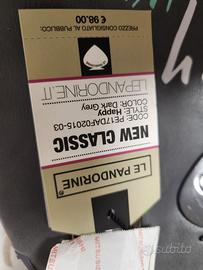 LE PANDORINE
NEW CLASSIC
CODE: PE17DAF02015-03
STYLE: Happy
COLOR: Dark Grey
LEPANDORINE.IT
PREZZO CONSIGLIATO AL PUBBLICO:
€ 98.00
subito